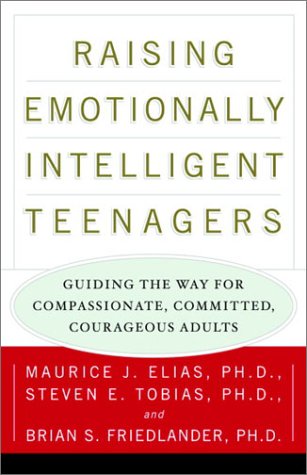 RAISING
EMOTIONALLY
INTELLIGENT
TEENAGERS
GUIDING THE WAY FOR
COMPASSIONATE, COMMITTED,
COURAGEOUS ADULTS
MAURICE J. ELIAS, PH.D.,
STEVEN E. TOBIAS, PH.D.,
and
BRIAN S. FRIEDLANDER, PH.D.